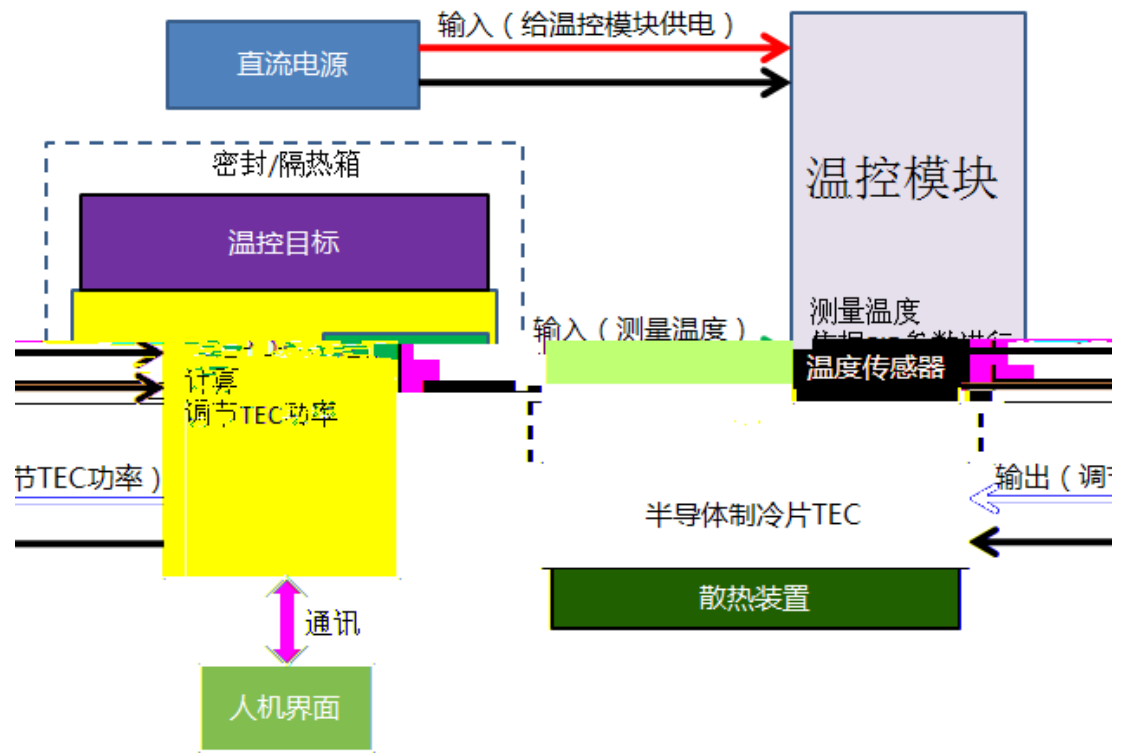 输入（给温控模块供电）
直流电源
密封/隔热箱
温控模块
温控目标
测量温度
输入（测量温度）
参数进行
温度传感器
计算
调节TEC功率
节TEC功率）
输出（调
半导体制冷片TEC
散热装置
通讯
人机界面